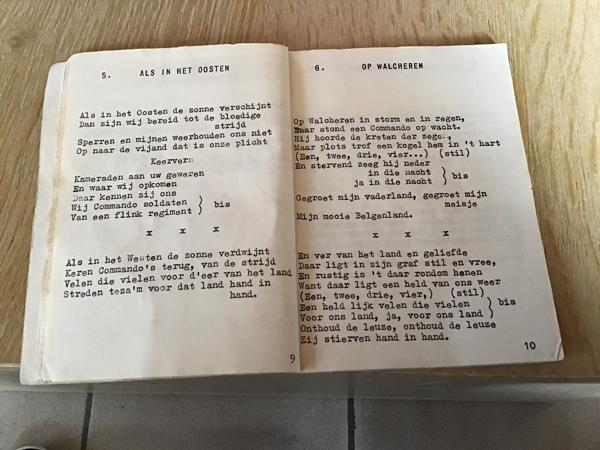 5. ALS IN HET OOSTEN
Als in het Oosten de zonne verschijnt
Dan zijn wij bereid tot de bloedige
strijd
Sperren en mijnen weerhouden ons niet
Op naar de vijand dat is onze plicht
Keervers
Kameraden aan uw geweren
En waar wij opkomen
Daar kennen zij ons
Wij Commando soldaten } bis
Van een flink regiment
x x x
Als in het Westen de zonne verdwijnt
Keren Commando's terug, van de strijd
Velen die vielen voor d'eer van het land
Streden teza'm voor dat land hand in
hand.
9
6. OP WALCHEREN
Op Walcheren in storm en in regen,
Daar stond een Commando op wacht.
Hij hoorde de kreten der zege.,
Maar plots trof een kogel hem in 't hart
(Een, twee, drie, vier...) (stil)
En stervend zeeg hij neder
in die nacht } bis
ja in die nacht
Gegroet mijn vaderland, gegroet mijn
meisje
Mijn mooie Belgenland.
x x x
En ver van het land en geliefde
Daar ligt in zijn graf stil en vree,
En rustig is 't daar rondom henen
Want daar ligt een held van ons weer
(Een, twee, drie, vier,) (stil)
Een held lijk velen die vielen } bis
Voor ons land, ja, voor ons land
Onthoud de leuze, onthoud de leuze
Zij stierven hand in hand.
10